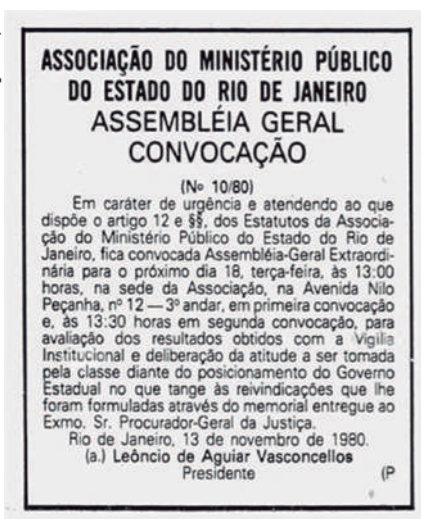 ASSOCIAÇÃO DO MINISTÉRIO PÚBLICO
DO ESTADO DO RIO DE JANEIRO
ASSEMBLÉIA GERAL
CONVOCAÇÃO
(Nº 10/80)
Em caráter de urgência e atendendo ao que
dispõe o artigo 12 e §§, dos Estatutos da Associa-
ção do Ministério Público do Estado do Rio de
Janeiro, fica convocada Assembléia-Geral Extraordi-
nária para o próximo dia 18, terça-feira, às 13:00
horas, na sede da Associação, na Avenida Nilo
Peçanha, nº 12 — 3º andar, em primeira convocação
e, às 13:30 horas em segunda convocação, para
avaliação dos resultados obtidos com a Vigília
Institucional e deliberação da atitude a ser tomada
pela classe diante do posicionamento do Governo
Estadual no que tange às reivindicações que lhe
foram formuladas através do memorial entregue ao
Exmo. Sr. Procurador-Geral da Justiça.
Rio de Janeiro, 13 de novembro de 1980.
(a.) Leôncio de Aguiar Vasconcellos
Presidente (P